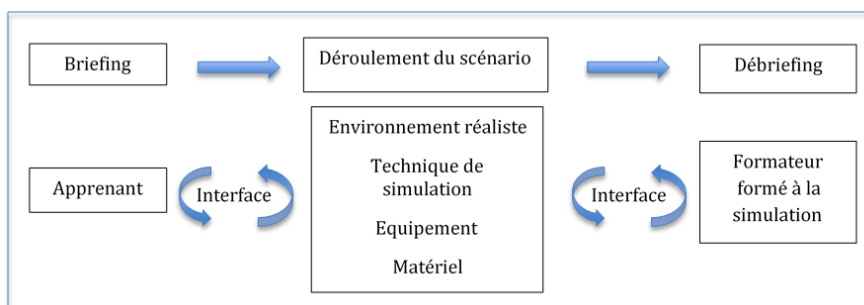 Briefing
Déroulement du scénario
Débriefing
Apprenant
Interface
Environnement réaliste
Technique de
simulation
Equipement
Matériel
Interface
Formateur
formé à la
simulation